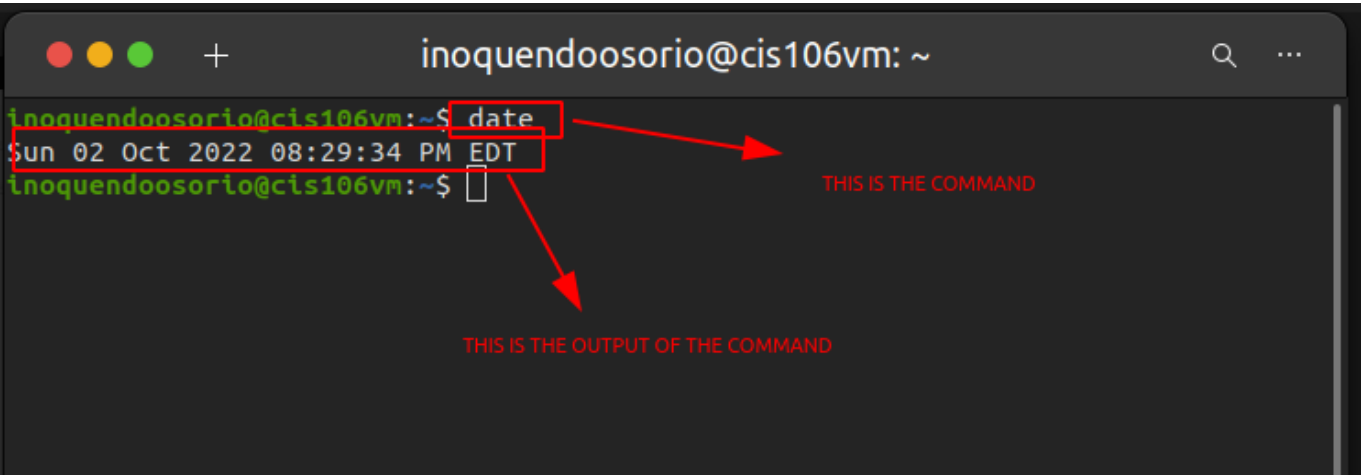 inoquendoosorio@cis106vm: ~
inoquendoosorio@cis106vm:~$ date
Sun 02 Oct 2022 08:29:34 PM EDT
inoquendoosorio@cis106vm:~$
THIS IS THE COMMAND
THIS IS THE OUTPUT OF THE COMMAND